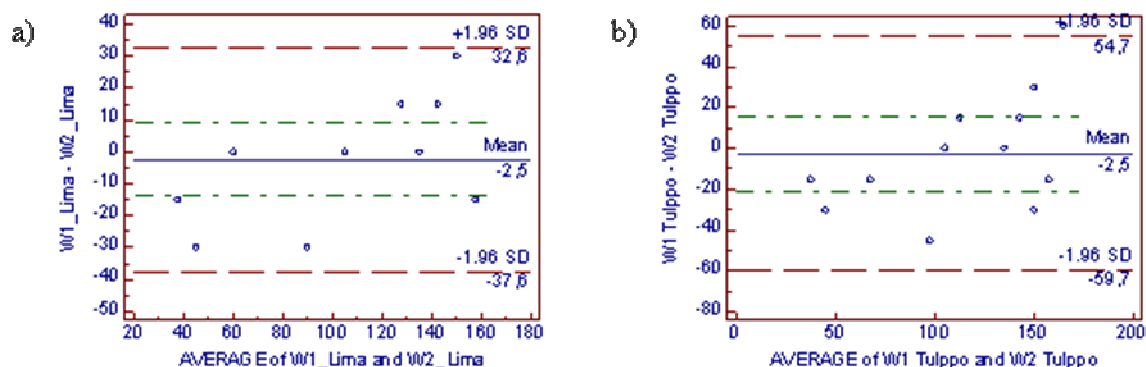 a)
W1_Lima - W2_Lima
40
30
20
10
0
-10
-20
-30
-40
-50
+1.96 SD
32,6
Mean
-2,5
-1.96 SD
-37,6
20 40 60 80 100 120 140 160 180
AVERAGE of W1_Lima and W2_Lima
b)
W1 Tulppo - W2 Tulppo
60
40
20
0
-20
-40
-60
-80
+1.96 SD
54,7
Mean
-2,5
-1.96 SD
-59,7
0 50 100 150 200
AVERAGE of W1 Tulppo and W2 Tulppo